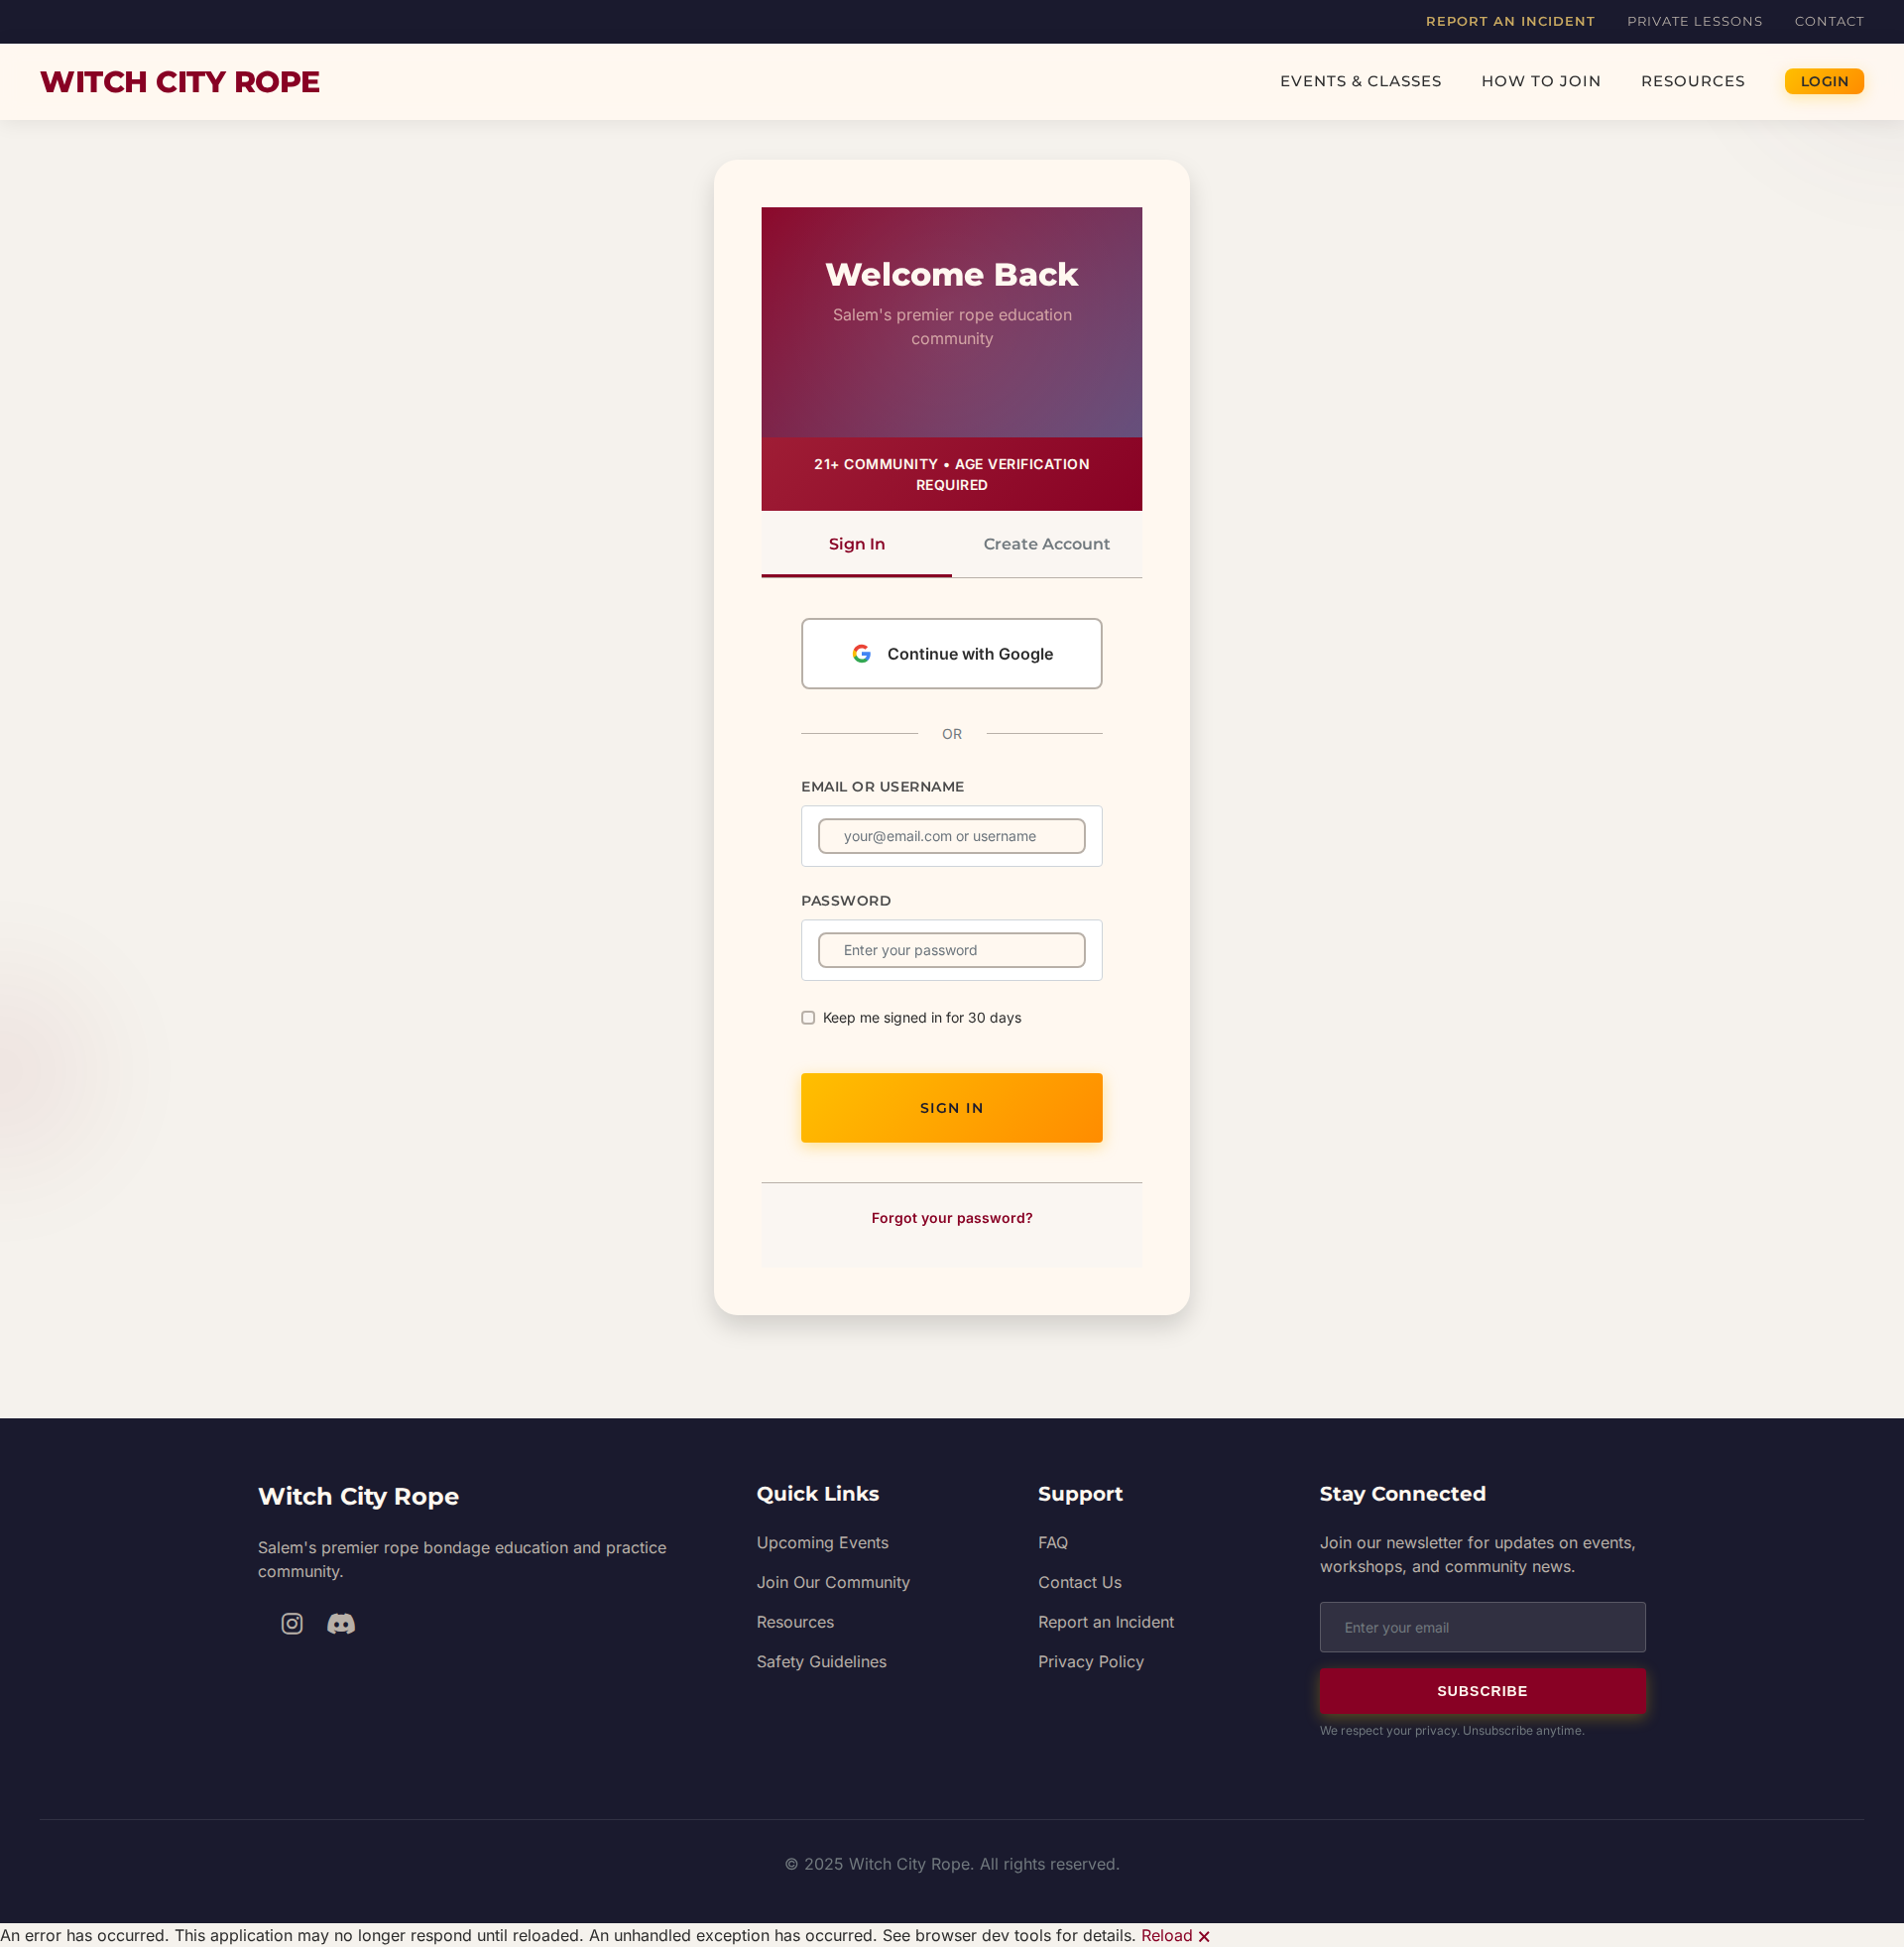 REPORT AN INCIDENT PRIVATE LESSONS CONTACT
WITCH CITY ROPE EVENTS & CLASSES HOW TO JOIN RESOURCES LOGIN
Welcome Back
Salem's premier rope education
community
21+ COMMUNITY • AGE VERIFICATION
REQUIRED
Sign In Create Account
Continue with Google
OR
EMAIL OR USERNAME
your@email.com or username
PASSWORD
Enter your password
Keep me signed in for 30 days
SIGN IN
Forgot your password?
Witch City Rope
Salem's premier rope bondage education and practice
community.
Quick Links
Upcoming Events
Join Our Community
Resources
Safety Guidelines
Support
FAQ
Contact Us
Report an Incident
Privacy Policy
Stay Connected
Join our newsletter for updates on events,
workshops, and community news.
Enter your email
SUBSCRIBE
We respect your privacy. Unsubscribe anytime.
© 2025 Witch City Rope. All rights reserved.
An error has occurred. This application may no longer respond until reloaded. An unhandled exception has occurred. See browser dev tools for details. Reload 🗙